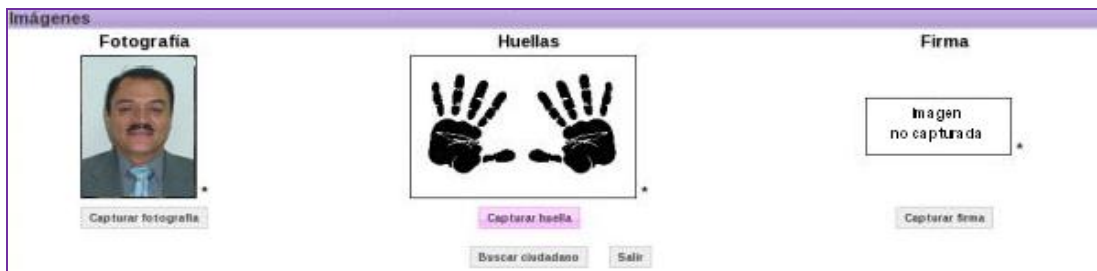 Imágenes
Fotografía
Huellas
Firma
Imagen
no capturada
*
*
*
Capturar fotografía
Capturar huella
Capturar firma
Buscar ciudadano
Salir